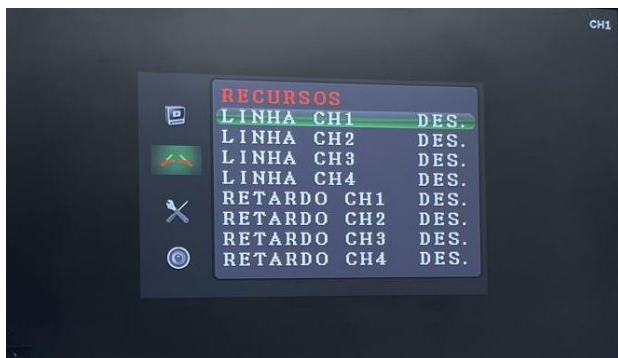 CH1
RECURSOS
LINHA CH1 DES.
LINHA CH2 DES.
LINHA CH3 DES.
LINHA CH4 DES.
RETARDO CH1 DES.
RETARDO CH2 DES.
RETARDO CH3 DES.
RETARDO CH4 DES.